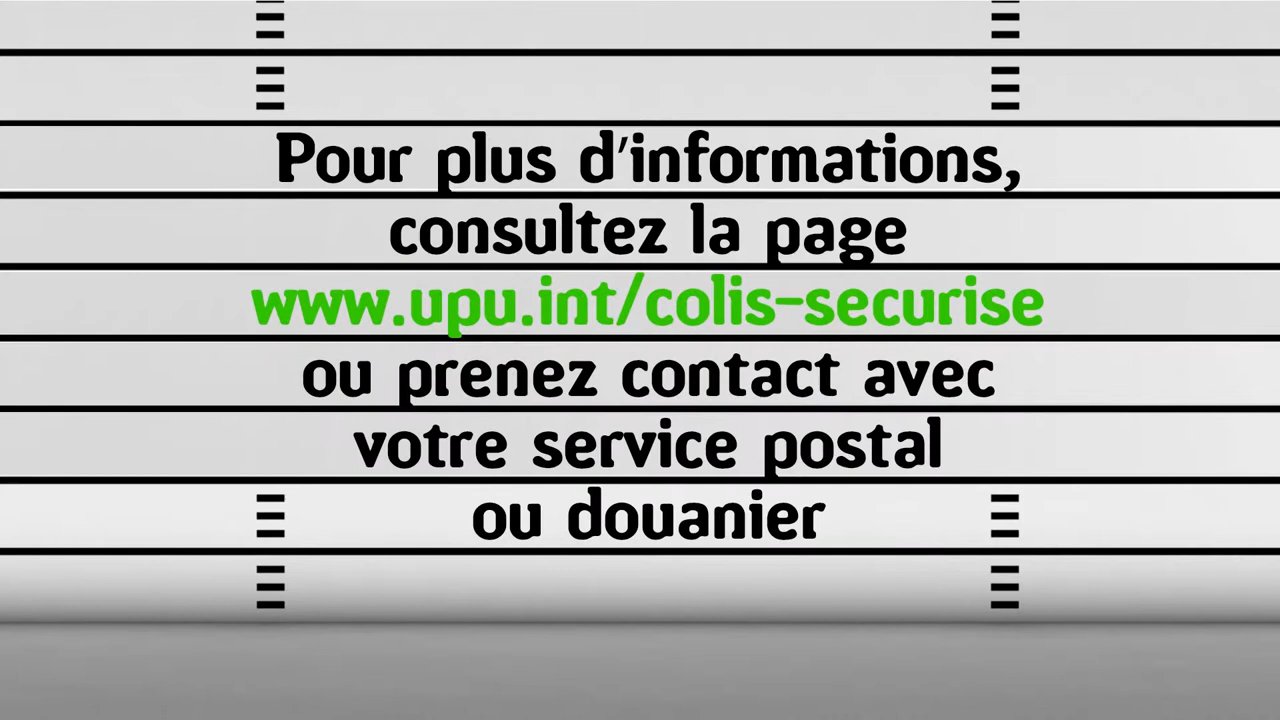 Pour plus d'informations,
consultez la page
www.upu.int/colis-securise
ou prenez contact avec
votre service postal
ou douanier